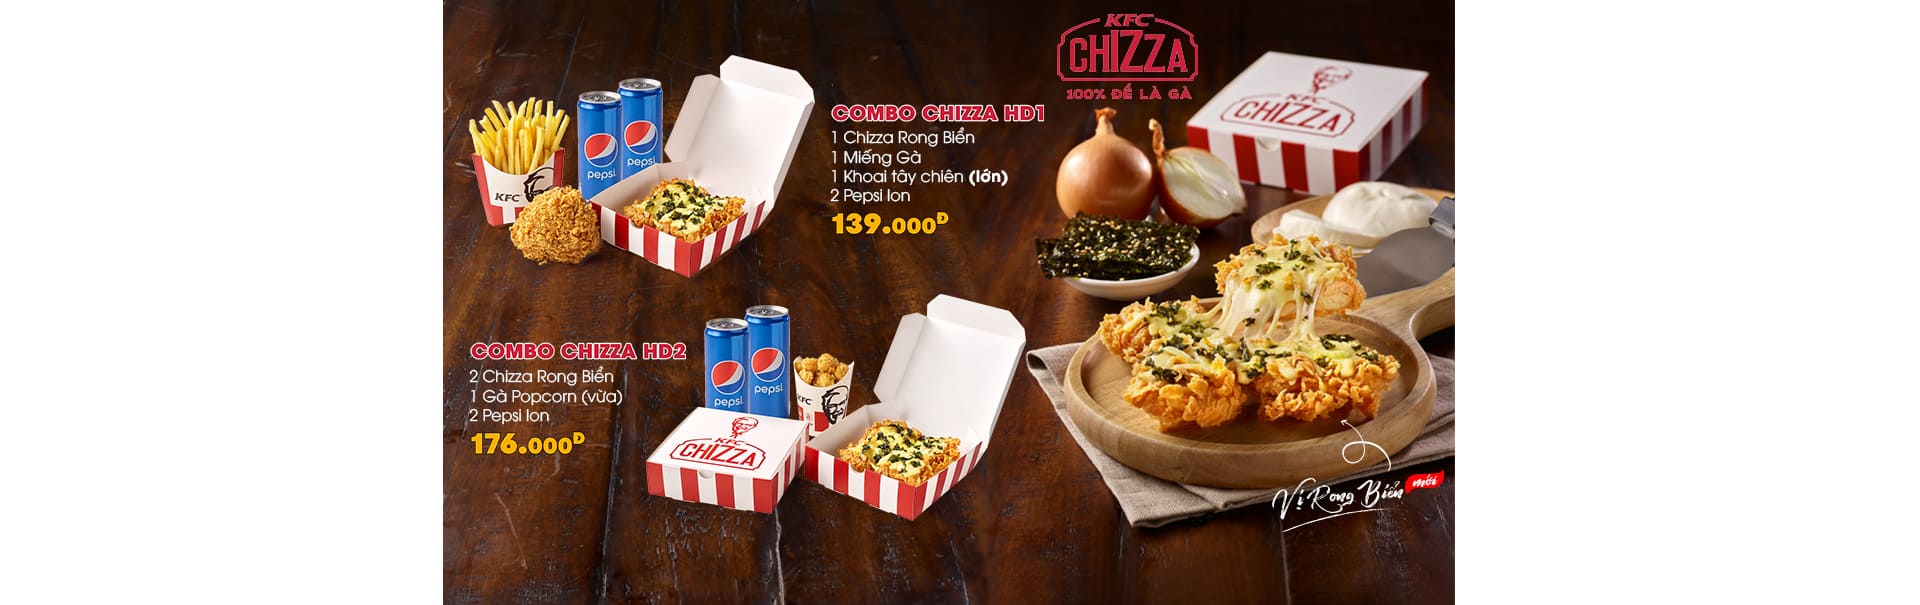 KFC
CHIZZA
100% ĐẾ LÀ GÀ
COMBO CHIZZA HD1
1 Chizza Rong Biển
1 Miếng Gà
1 Khoai tây chiên (lớn)
2 Pepsi lon
139.000Đ
KFC
CHIZZA
pepsi
pepsi
KFC
COMBO CHIZZA HD2
2 Chizza Rong Biển
1 Gà Popcorn (vừa)
2 Pepsi lon
176.000Đ
pepsi
pepsi
KFC
KFC
CHIZZA
Vị Rong Biển mới